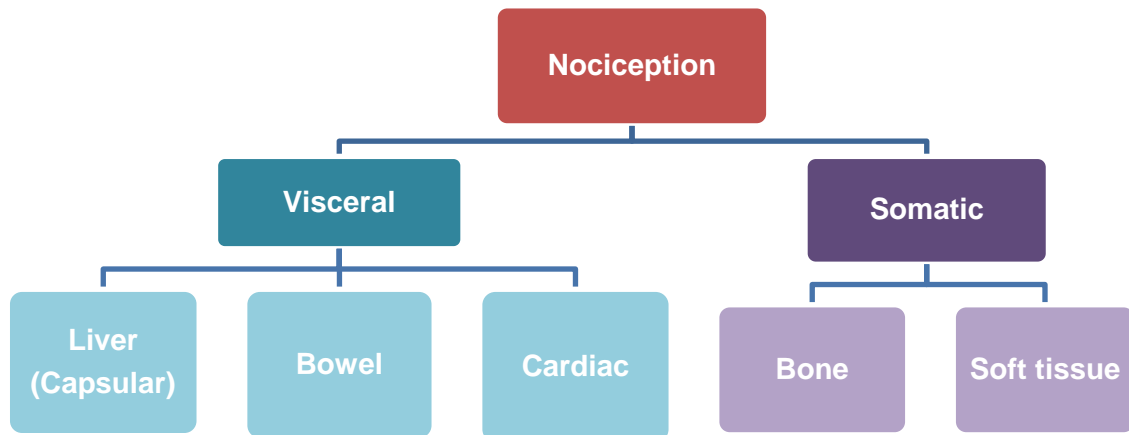 Nociception
Visceral
Somatic
Liver
(Capsular)
Bowel
Cardiac
Bone
Soft tissue